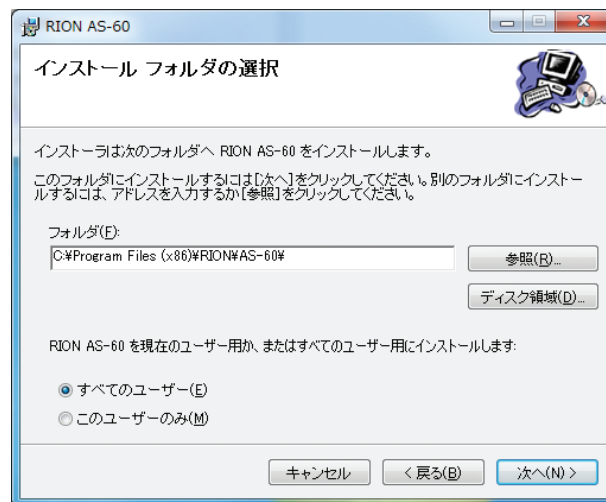 RION AS-60
インストール フォルダの選択
インストーラは次のフォルダへ RION AS-60 をインストールします。
このフォルダにインストールするには[次へ]をクリックしてください。別のフォルダにインストー
ルするには、アドレスを入力するか[参照]をクリックしてください。
フォルダ(F):
C:¥Program Files (x86)¥RION¥AS-60¥
参照(R)...
ディスク領域(D)...
RION AS-60 を現在のユーザー用か、またはすべてのユーザー用にインストールします:
すべてのユーザー(E)
このユーザーのみ(M)
キャンセル
< 戻る(B)
次へ(N) >